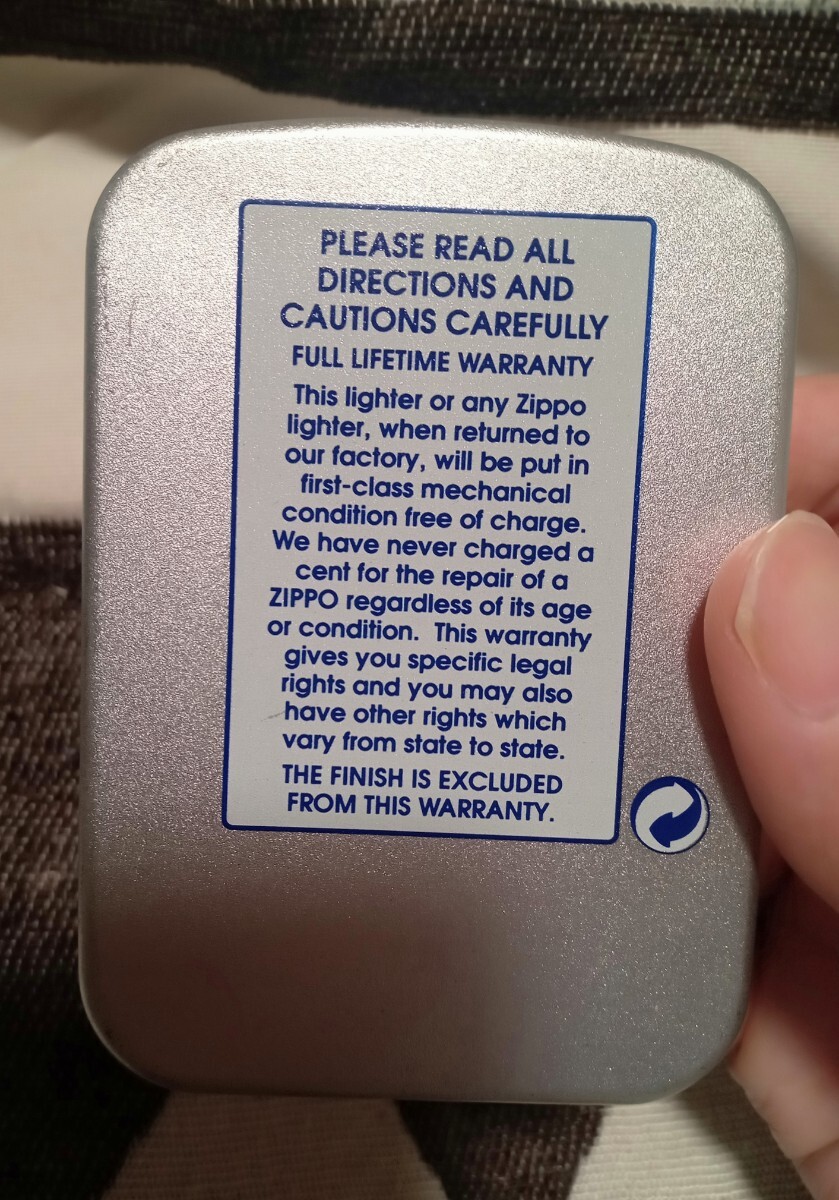 PLEASE READ ALL
DIRECTIONS AND
CAUTIONS CAREFULLY
FULL LIFETIME WARRANTY
This lighter or any Zippo
lighter, when returned to
our factory, will be put in
first-class mechanical
condition free of charge.
We have never charged a
cent for the repair of a
ZIPPO regardless of its age
or condition. This warranty
gives you specific legal
rights and you may also
have other rights which
vary from state to state.
THE FINISH IS EXCLUDED
FROM THIS WARRANTY.